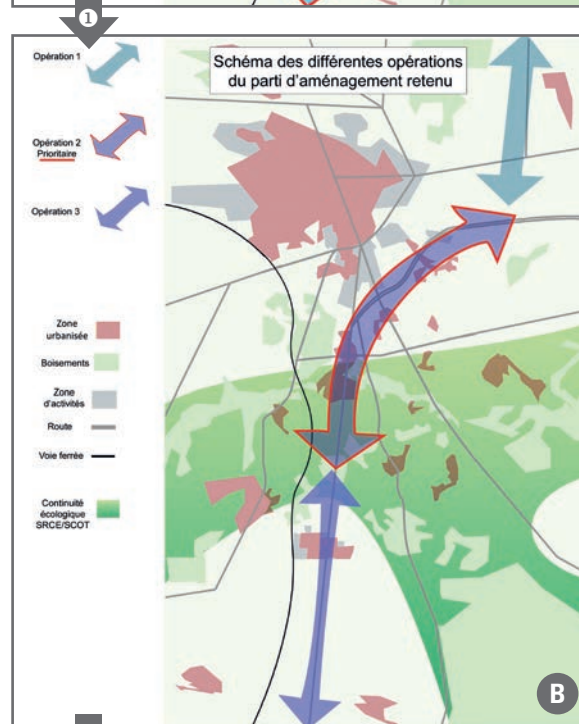 1
Schéma des différentes opérations
du parti d'aménagement retenu
Opération 1
Opération 2
Prioritaire
Opération 3
Zone
urbanisée
Boisements
Zone
d'activités
Route
Voie ferrée
Continuité
écologique
SRCE/SCOT
B